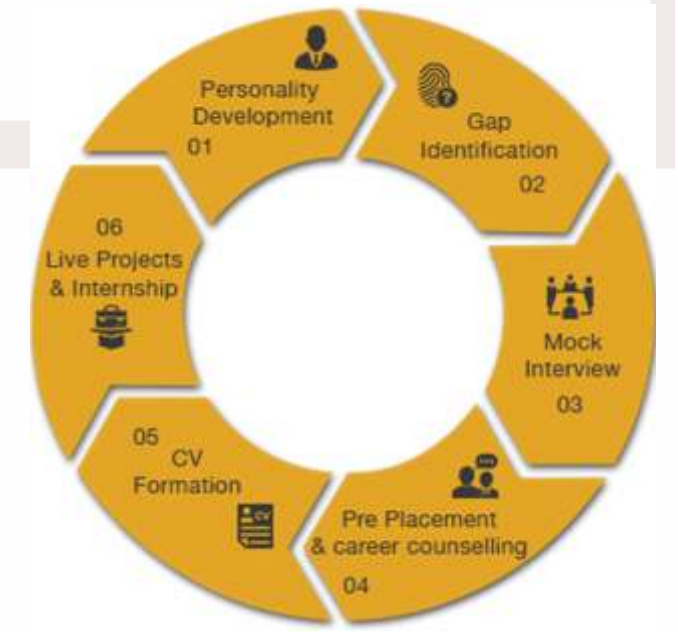 Personality
Development
01
Gap
Identification
02
Mock
Interview
03
Pre Placement
& career counselling
04
05
CV
Formation
CV
06
Live Projects
& Internship